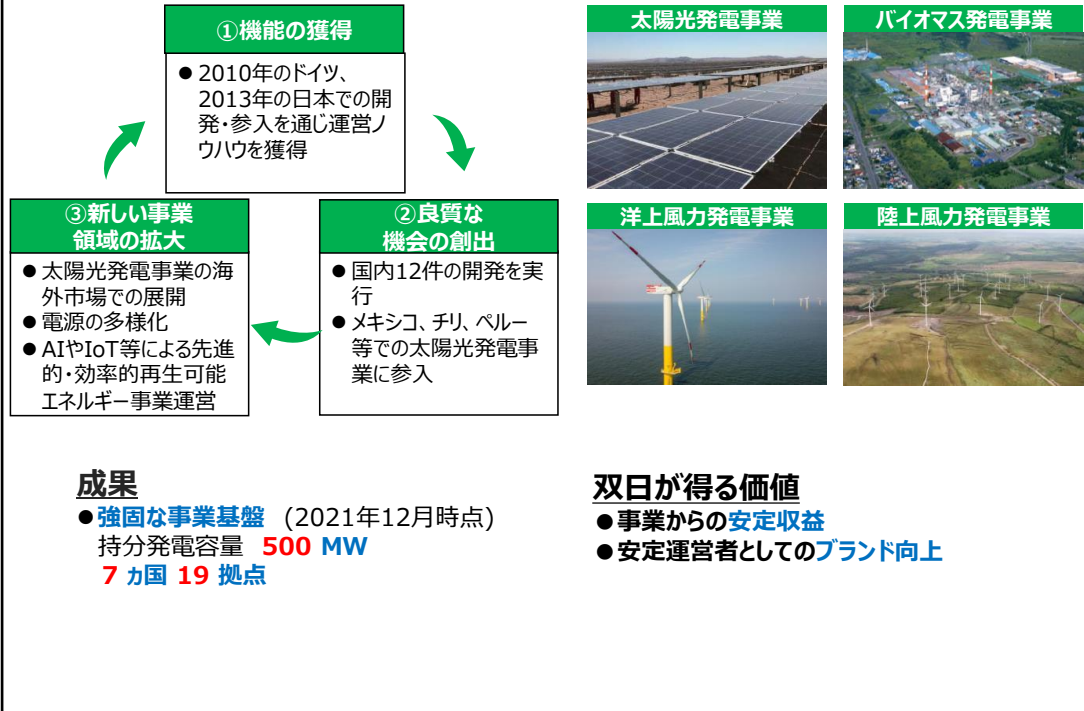 ①機能の獲得
●2010年のドイツ、
2013年の日本での開
発・参入を通じ運営ノ
ウハウを獲得
②良質な
機会の創出
●国内12件の開発を実
行
●メキシコ、チリ、ペルー
等での太陽光発電事
業に参入
③新しい事業
領域の拡大
●太陽光発電事業の海
外市場での展開
●電源の多様化
●AIやIoT等による先進
的・効率的再生可能
エネルギー事業運営
太陽光発電事業
バイオマス発電事業
洋上風力発電事業
陸上風力発電事業
成果
●強固な事業基盤 (2021年12月時点)
持分発電容量 500 MW
7 ヵ国 19 拠点
双日が得る価値
●事業からの安定収益
●安定運営者としてのブランド向上